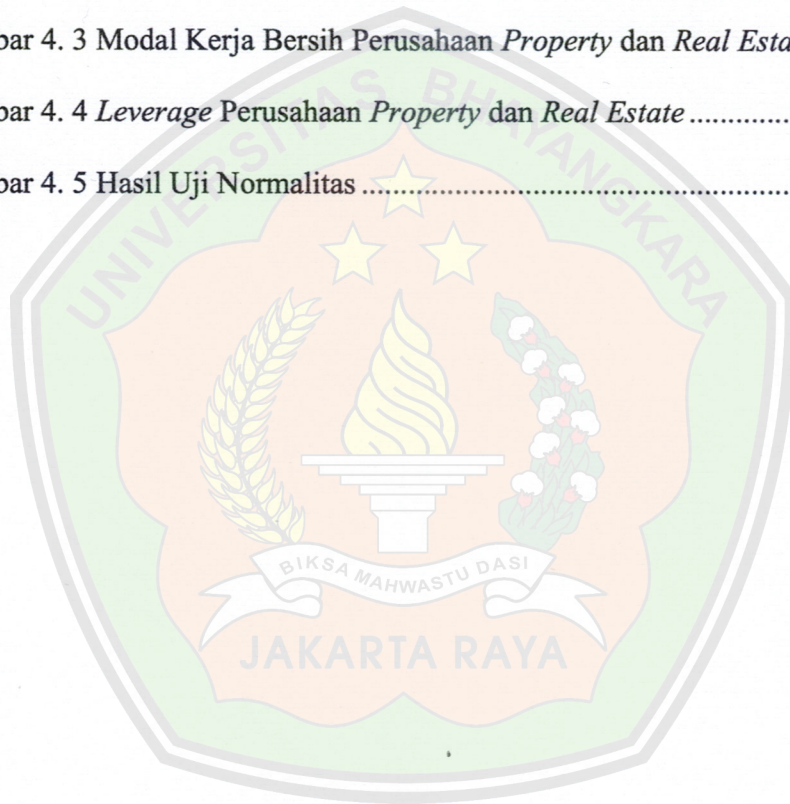 bar 4. 3 Modal Kerja Bersih Perusahaan Property dan Real Esta
bar 4. 4 Leverage Perusahaan Property dan Real Estate ..............
bar 4. 5 Hasil Uji Normalitas ............................................................
UNIVERSITAS BHAYANGKARA
BIKSA MAHWASTU DASI
JAKARTA RAYA